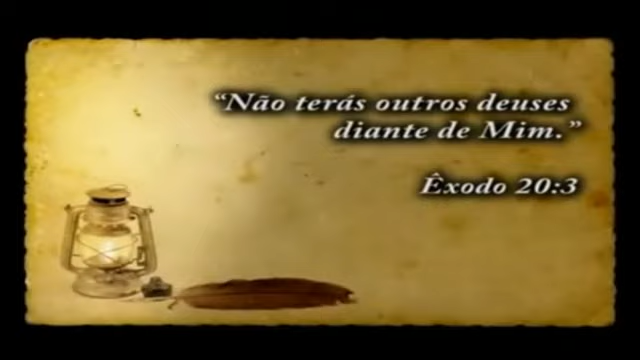 “Não terás outros deuses
diante de Mim.”
Êxodo 20:3